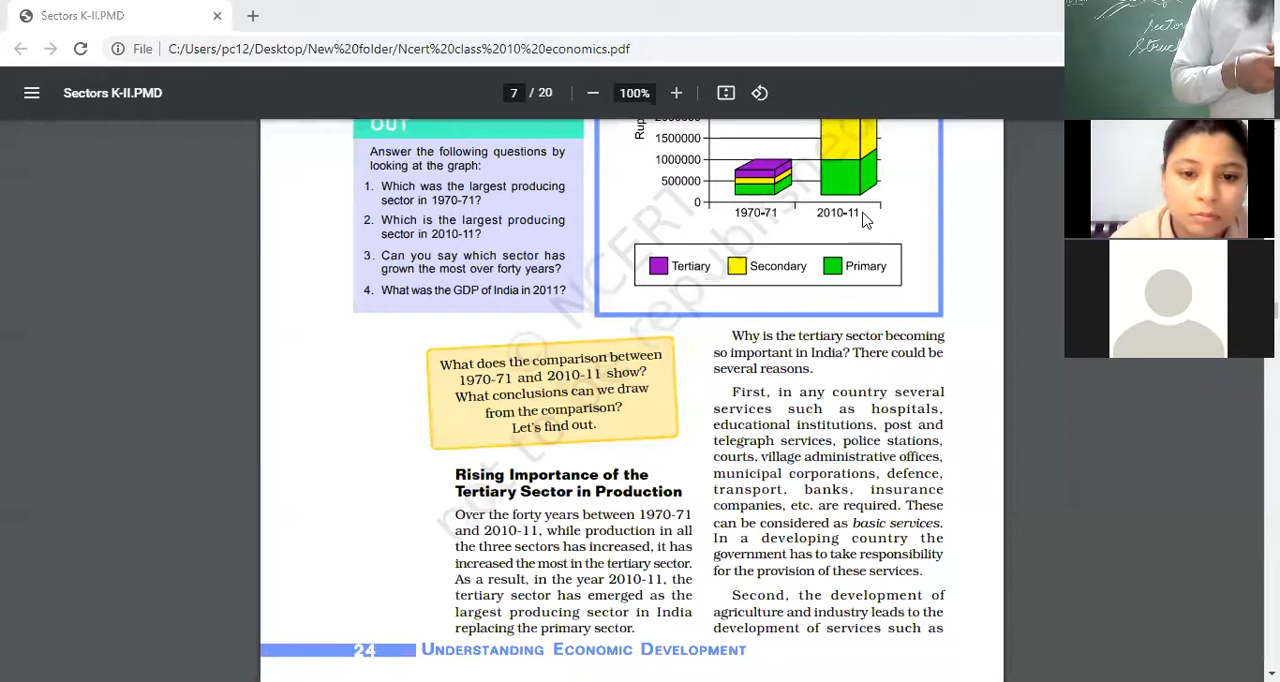 Sectors K-II.PMD
File C:/Users/pc12/Desktop/New%20folder/Ncert%20class%2010%20economics.pdf
Sectors K-II.PMD
7 / 20
100%
OUT
Answer the following questions by
looking at the graph:
1. Which was the largest producing
sector in 1970-71?
2. Which is the largest producing
sector in 2010-11?
3. Can you say which sector has
grown the most over forty years?
4. What was the GDP of India in 2011?
1500000
1000000
500000
0
1970-71 2010-11
Tertiary Secondary Primary
What does the comparison between
1970-71 and 2010-11 show?
What conclusions can we draw
from the comparison?
Let's find out.
Rising Importance of the
Tertiary Sector in Production
Over the forty years between 1970-71
and 2010-11, while production in all
the three sectors has increased, it has
increased the most in the tertiary sector.
As a result, in the year 2010-11, the
tertiary sector has emerged as the
largest producing sector in India
replacing the primary sector.
Why is the tertiary sector becoming
so important in India? There could be
several reasons.
First, in any country several
services such as hospitals,
educational institutions, post and
telegraph services, police stations,
courts, village administrative offices,
municipal corporations, defence,
transport, banks, insurance
companies, etc. are required. These
can be considered as basic services.
In a developing country the
government has to take responsibility
for the provision of these services.
Second, the development of
agriculture and industry leads to the
development of services such as
24 UNDERSTANDING ECONOMIC DEVELOPMENT
© NCERT
not to be republished